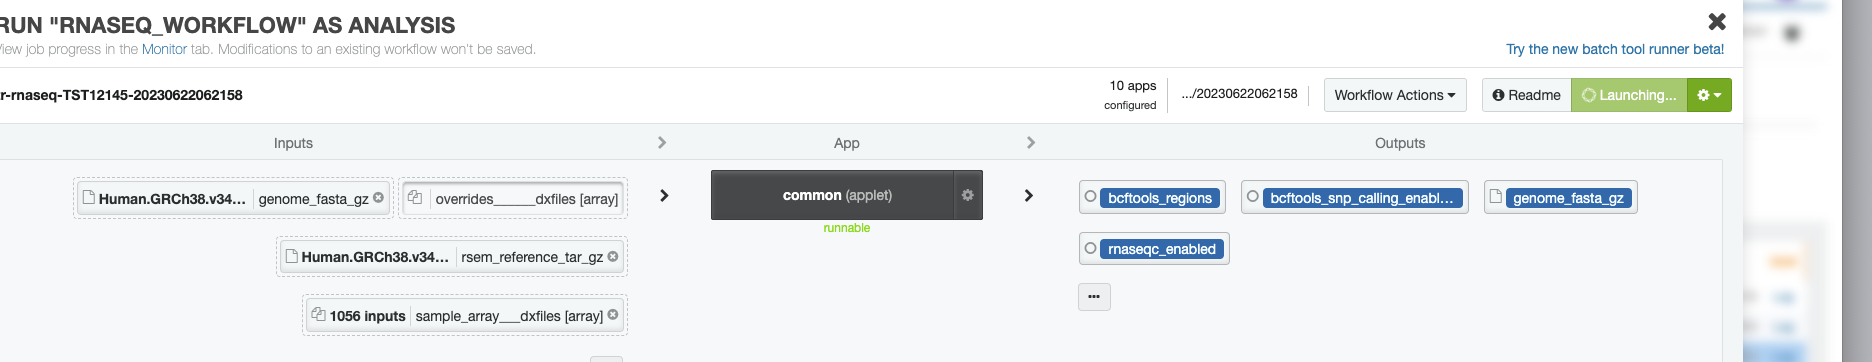 RUN "RNASEQ_WORKFLOW" AS ANALYSIS
View job progress in the Monitor tab. Modifications to an existing workflow won't be saved.
Try the new batch tool runner beta!
r-rnaseq-TST12145-20230622062158
10 apps
configured
.../20230622062158
Workflow Actions
Readme
Launching...
Inputs
App
Outputs
Human.GRCh38.v34...
genome_fasta_gz
overrides______dxfiles [array]
common (applet)
runnable
bcftools_regions
bcftools_snp_calling_enabl...
genome_fasta_gz
Human.GRCh38.v34...
rsem_reference_tar_gz
rnaseqc_enabled
1056 inputs
sample_array___dxfiles [array]
...